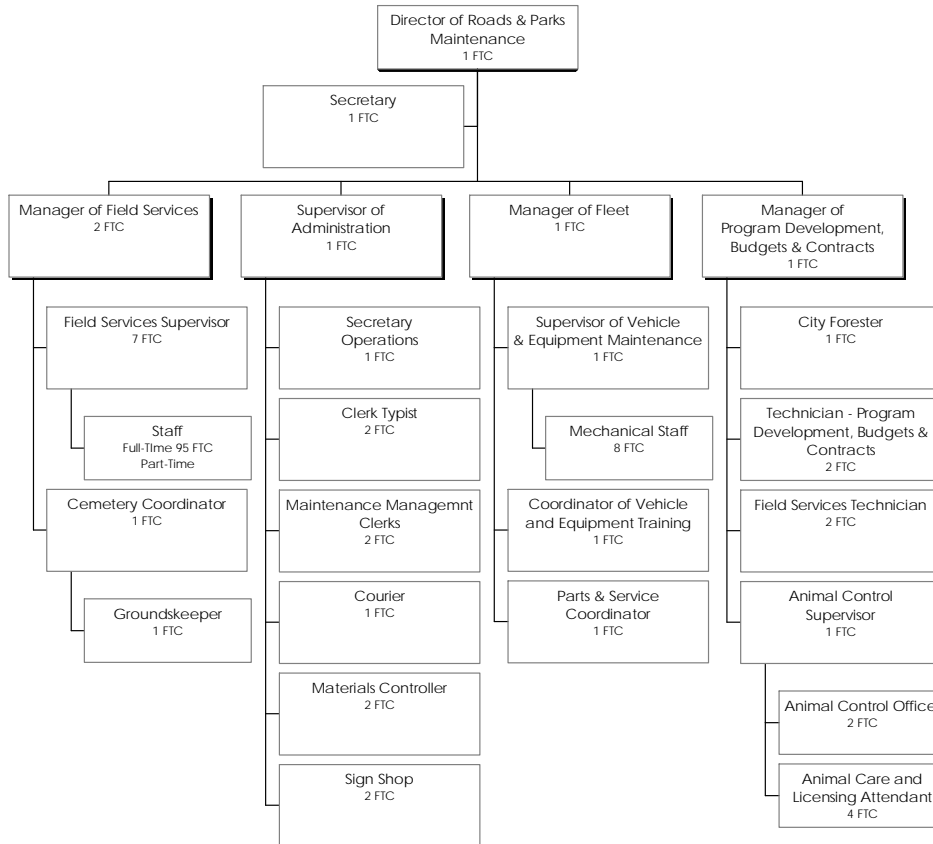 Director of Roads & Parks
Maintenance
1 FTC
Secretary
1 FTC
Manager of Field Services
2 FTC
Supervisor of
Administration
1 FTC
Manager of Fleet
1 FTC
Manager of
Program Development,
Budgets & Contracts
1 FTC
Field Services Supervisor
7 FTC
Staff
Full-Time 95 FTC
Part-Time
Cemetery Coordinator
1 FTC
Groundskeeper
1 FTC
Secretary
Operations
1 FTC
Clerk Typist
2 FTC
Maintenance Managemnt
Clerks
2 FTC
Courier
1 FTC
Materials Controller
2 FTC
Sign Shop
2 FTC
Supervisor of Vehicle
& Equipment Maintenance
1 FTC
Mechanical Staff
8 FTC
Coordinator of Vehicle
and Equipment Training
1 FTC
Parts & Service
Coordinator
1 FTC
City Forester
1 FTC
Technician - Program
Development, Budgets &
Contracts
2 FTC
Field Services Technician
2 FTC
Animal Control
Supervisor
1 FTC
Animal Control Office
2 FTC
Animal Care and
Licensing Attendant
4 FTC